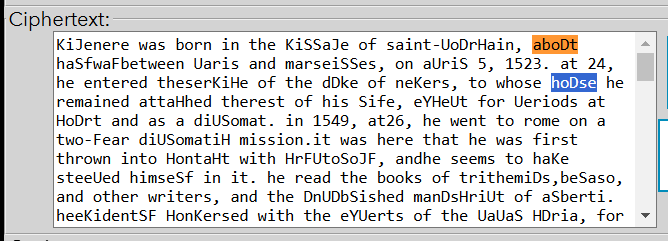 Ciphertext:
KiJenere was born in the KiSSaJe of saint-UoDrHain, aboDt
haSfwaFbetween Uaris and marseiSSes, on aUriS 5, 1523. at 24,
he entered theserKiHe of the dDke of neKers, to whose hoDse he
remained attaHhed therest of his Sife, eYHeUt for Ueriods at
HoDrt and as a diUSomat. in 1549, at26, he went to rome on a
two-Fear diUSomatiH mission.it was here that he was first
thrown into HontaHt with HrFUtoSoJF, andhe seems to haKe
steeUed himseSf in it. he read the books of trithemiDs,beSaso,
and other writers, and the DnUDbSished manDsHriUt of aSberti.
heeKidentSF HonKersed with the eYUerts of the UaUaS HDria, for